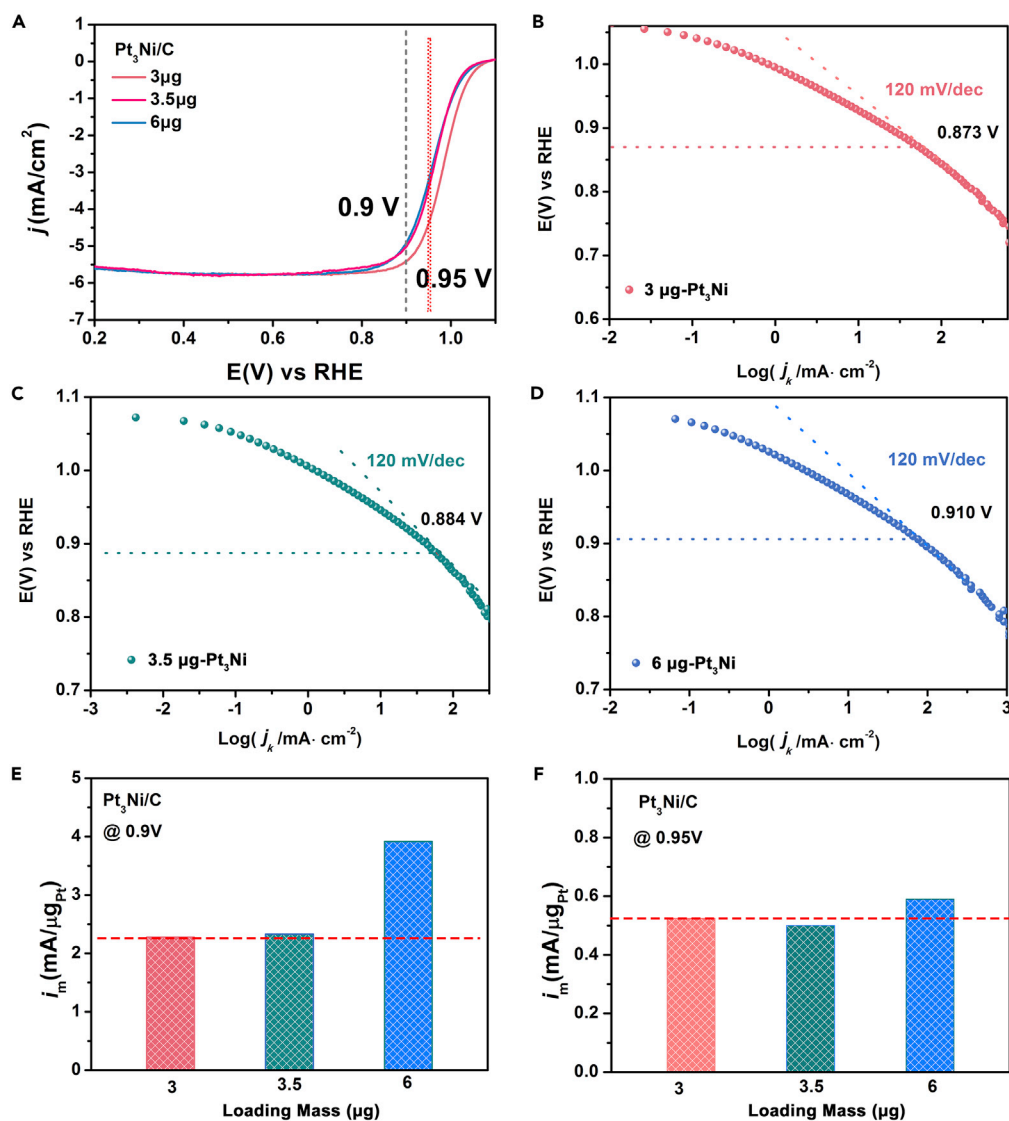 A
Pt₃Ni/C
3μg
3.5μg
6μg
0.9 V
0.95 V
j(mA/cm²)
1
0
-1
-2
-3
-4
-5
-6
-7
0.2 0.4 0.6 0.8 1.0
E(V) vs RHE
B
120 mV/dec
0.873 V
3 μg-Pt₃Ni
E(V) vs RHE
1.0
0.9
0.8
0.7
0.6
-2 -1 0 1 2
Log( jₖ /mA· cm⁻²)
C
120 mV/dec
0.884 V
3.5 μg-Pt₃Ni
E(V) vs RHE
1.1
1.0
0.9
0.8
0.7
-3 -2 -1 0 1 2
Log( jₖ /mA· cm⁻²)
D
120 mV/dec
0.910 V
6 μg-Pt₃Ni
E(V) vs RHE
1.1
1.0
0.9
0.8
0.7
-2 -1 0 1 2 3
Log( jₖ /mA· cm⁻²)
E
Pt₃Ni/C
@ 0.9V
iₘ(mA/μgPt)
5
4
3
2
1
0
3 3.5 6
Loading Mass (μg)
F
Pt₃Ni/C
@ 0.95V
iₘ(mA/μgPt)
1.0
0.8
0.6
0.4
0.2
0.0
3 3.5 6
Loading Mass (μg)